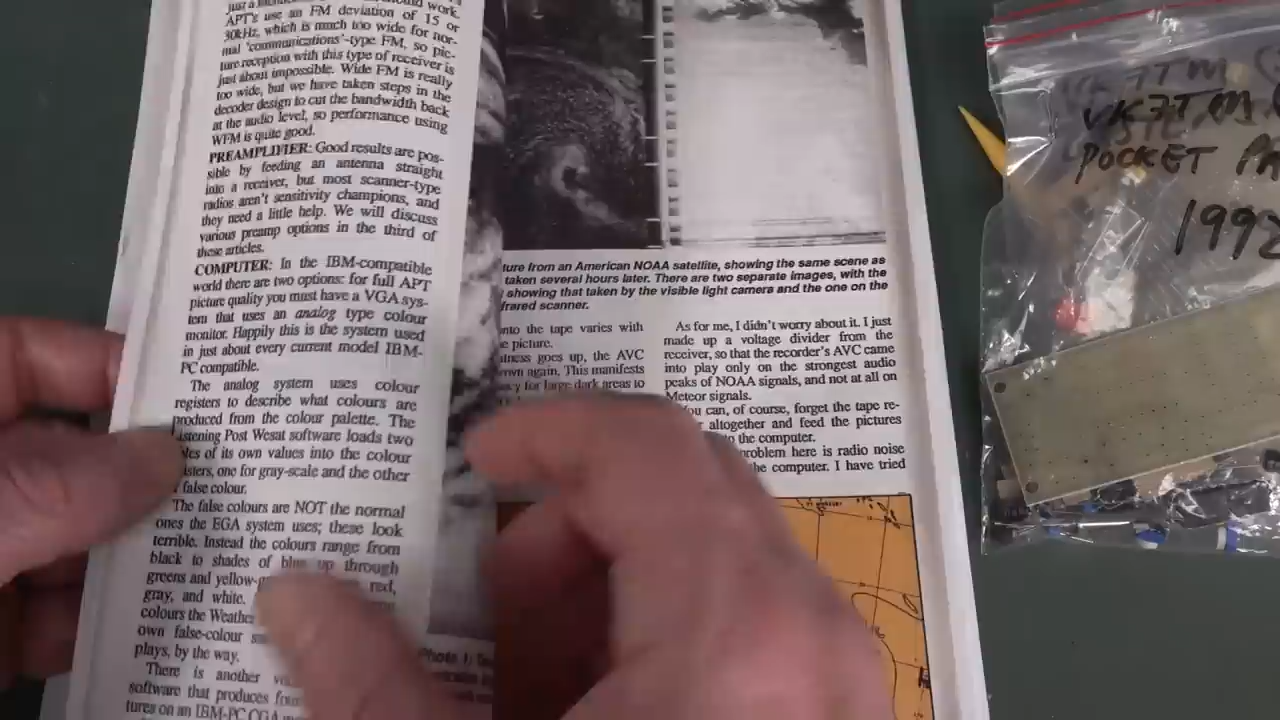 APT's use an FM deviation of 15 or
30kHz, which is much too wide for nor-
mal 'communications'-type FM, so pic-
ture reception with this type of receiver is
just about impossible. Wide FM is really
too wide, but we have taken steps in the
decoder design to cut the bandwidth back
at the audio level, so performance using
WFM is quite good.
PREAMPLIFIER: Good results are pos-
sible by feeding an antenna straight
into a receiver, but most scanner-type
radios aren't sensitivity champions, and
they need a little help. We will discuss
various preamp options in the third of
these articles.
COMPUTER: In the IBM-compatible
world there are two options: for full APT
picture quality you must have a VGA sys-
tem that uses an analog type colour
monitor. Happily this is the system used
in just about every current model IBM-
PC compatible.
The analog system uses colour
registers to describe what colours are
produced from the colour palette. The
Listening Post Wesat software loads two
of its own values into the colour
one for gray-scale and the other
false colour.
The false colours are NOT the normal
ones the EGA system uses; these look
terrible. Instead the colours range from
black to shades of blue up through
greens and red,
gray, and white.
colours the Weather
own false-colour
plays, by the way.
There is another
software that produces
tures on an IBM-PC CGA
from an American NOAA satellite, showing the same scene as
taken several hours later. There are two separate images, with the
showing that taken by the visible light camera and the one on the
scanner.
the tape varies with
picture.
goes up, the AVC
again. This manifests
for large dark areas to
As for me, I didn't worry about it. I just
made up a voltage divider from the
receiver, so that the recorder's AVC came
into play only on the strongest audio
peaks of NOAA signals, and not at all on
Meteor signals.
You can, of course, forget the tape re-
altogether and feed the pictures
to the computer.
problem here is radio noise
the computer. I have tried
Photo 1:
VK7TM
VK7TM
POCKET
1992